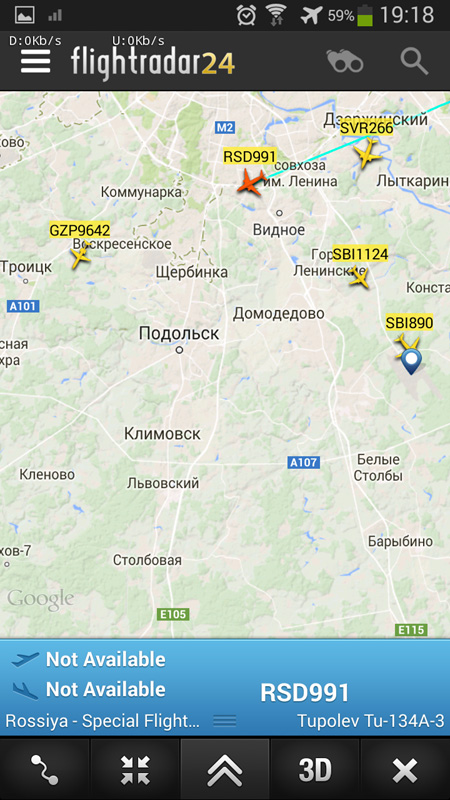 59% 19:18
D:0Kb/s U:0Kb/s
flightradar24
M2
Дзержинский
SVR266
ово
RSD991
совхоза
им. Ленина
Лыткарин
Коммунарка
Видное
GZP9642
Воскресенское
Троицк
Щербинка
Гор
SBI1124
Ленинские
Конста
A101
Домодедово
SBI890
сная
хра
Подольск
Климовск
A107
Белые
Столбы
Кленово
Львовский
хов-7
Столбовая
Барыбино
Google
E105
E115
Not Available
Not Available
RSD991
Rossiya - Special Flight... Tupolev Tu-134A-3
3D